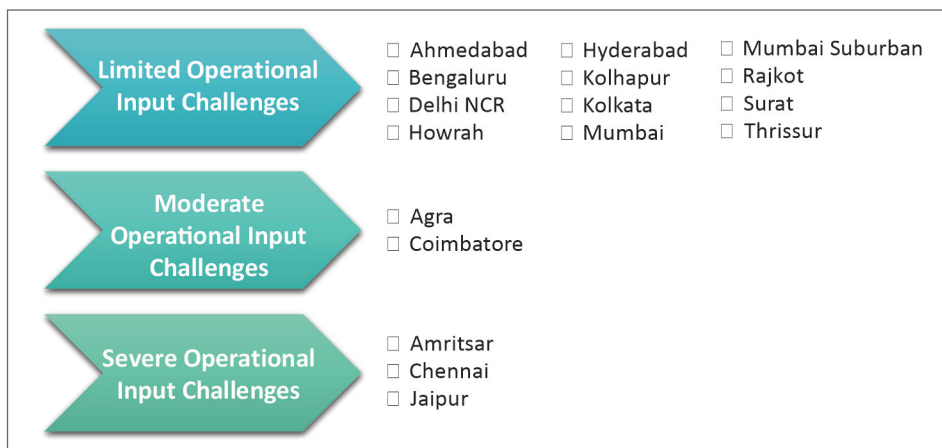 Limited Operational
Input Challenges
☐ Ahmedabad
☐ Bengaluru
☐ Delhi NCR
☐ Howrah
☐ Hyderabad
☐ Kolhapur
☐ Kolkata
☐ Mumbai
☐ Mumbai Suburban
☐ Rajkot
☐ Surat
☐ Thrissur
Moderate
Operational Input
Challenges
☐ Agra
☐ Coimbatore
Severe Operational
Input Challenges
☐ Amritsar
☐ Chennai
☐ Jaipur